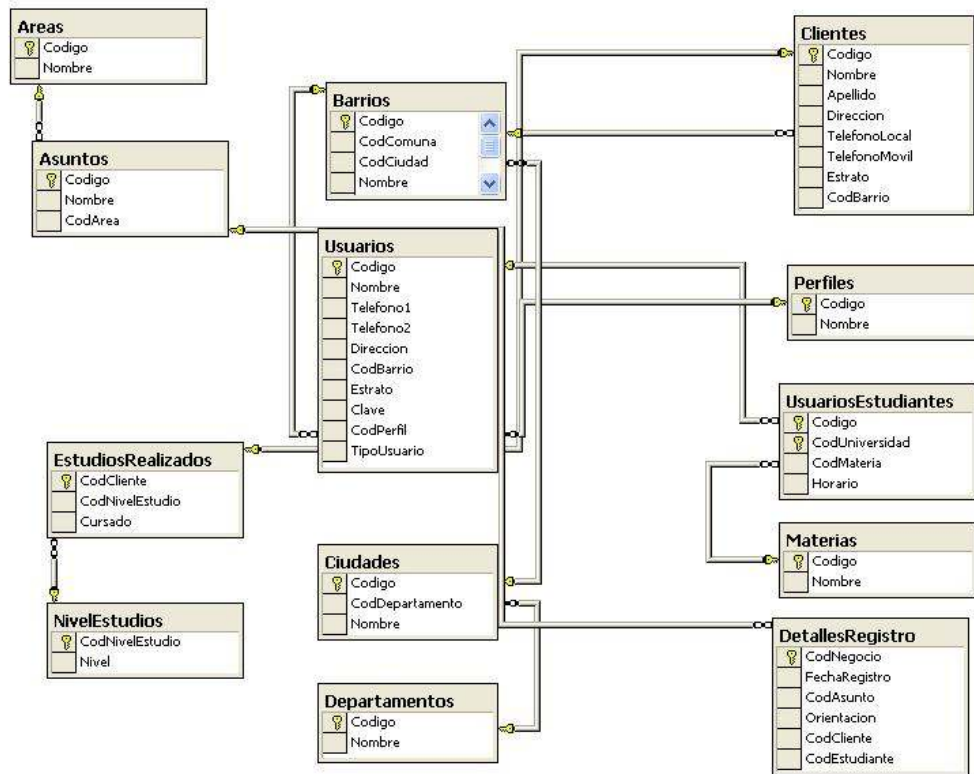 Areas
Codigo
Nombre
Asuntos
Codigo
Nombre
CodArea
Barrios
Codigo
CodComuna
CodCiudad
Nombre
Clientes
Codigo
Nombre
Apellido
Direccion
TelefonoLocal
TelefonoMovil
Estrato
CodBarrio
Usuarios
Codigo
Nombre
Telefono1
Telefono2
Direccion
CodBarrio
Estrato
Clave
CodPerfil
TipoUsuario
Perfiles
Codigo
Nombre
UsuariosEstudiantes
Codigo
CodUniversidad
CodMateria
Horario
EstudiosRealizados
CodCliente
CodNivelEstudio
Cursado
Materias
Codigo
Nombre
Ciudades
Codigo
CodDepartamento
Nombre
NivelEstudios
CodNivelEstudio
Nivel
DetallesRegistro
CodNegocio
FechaRegistro
CodAsunto
Orientacion
CodCliente
CodEstudiante
Departamentos
Codigo
Nombre